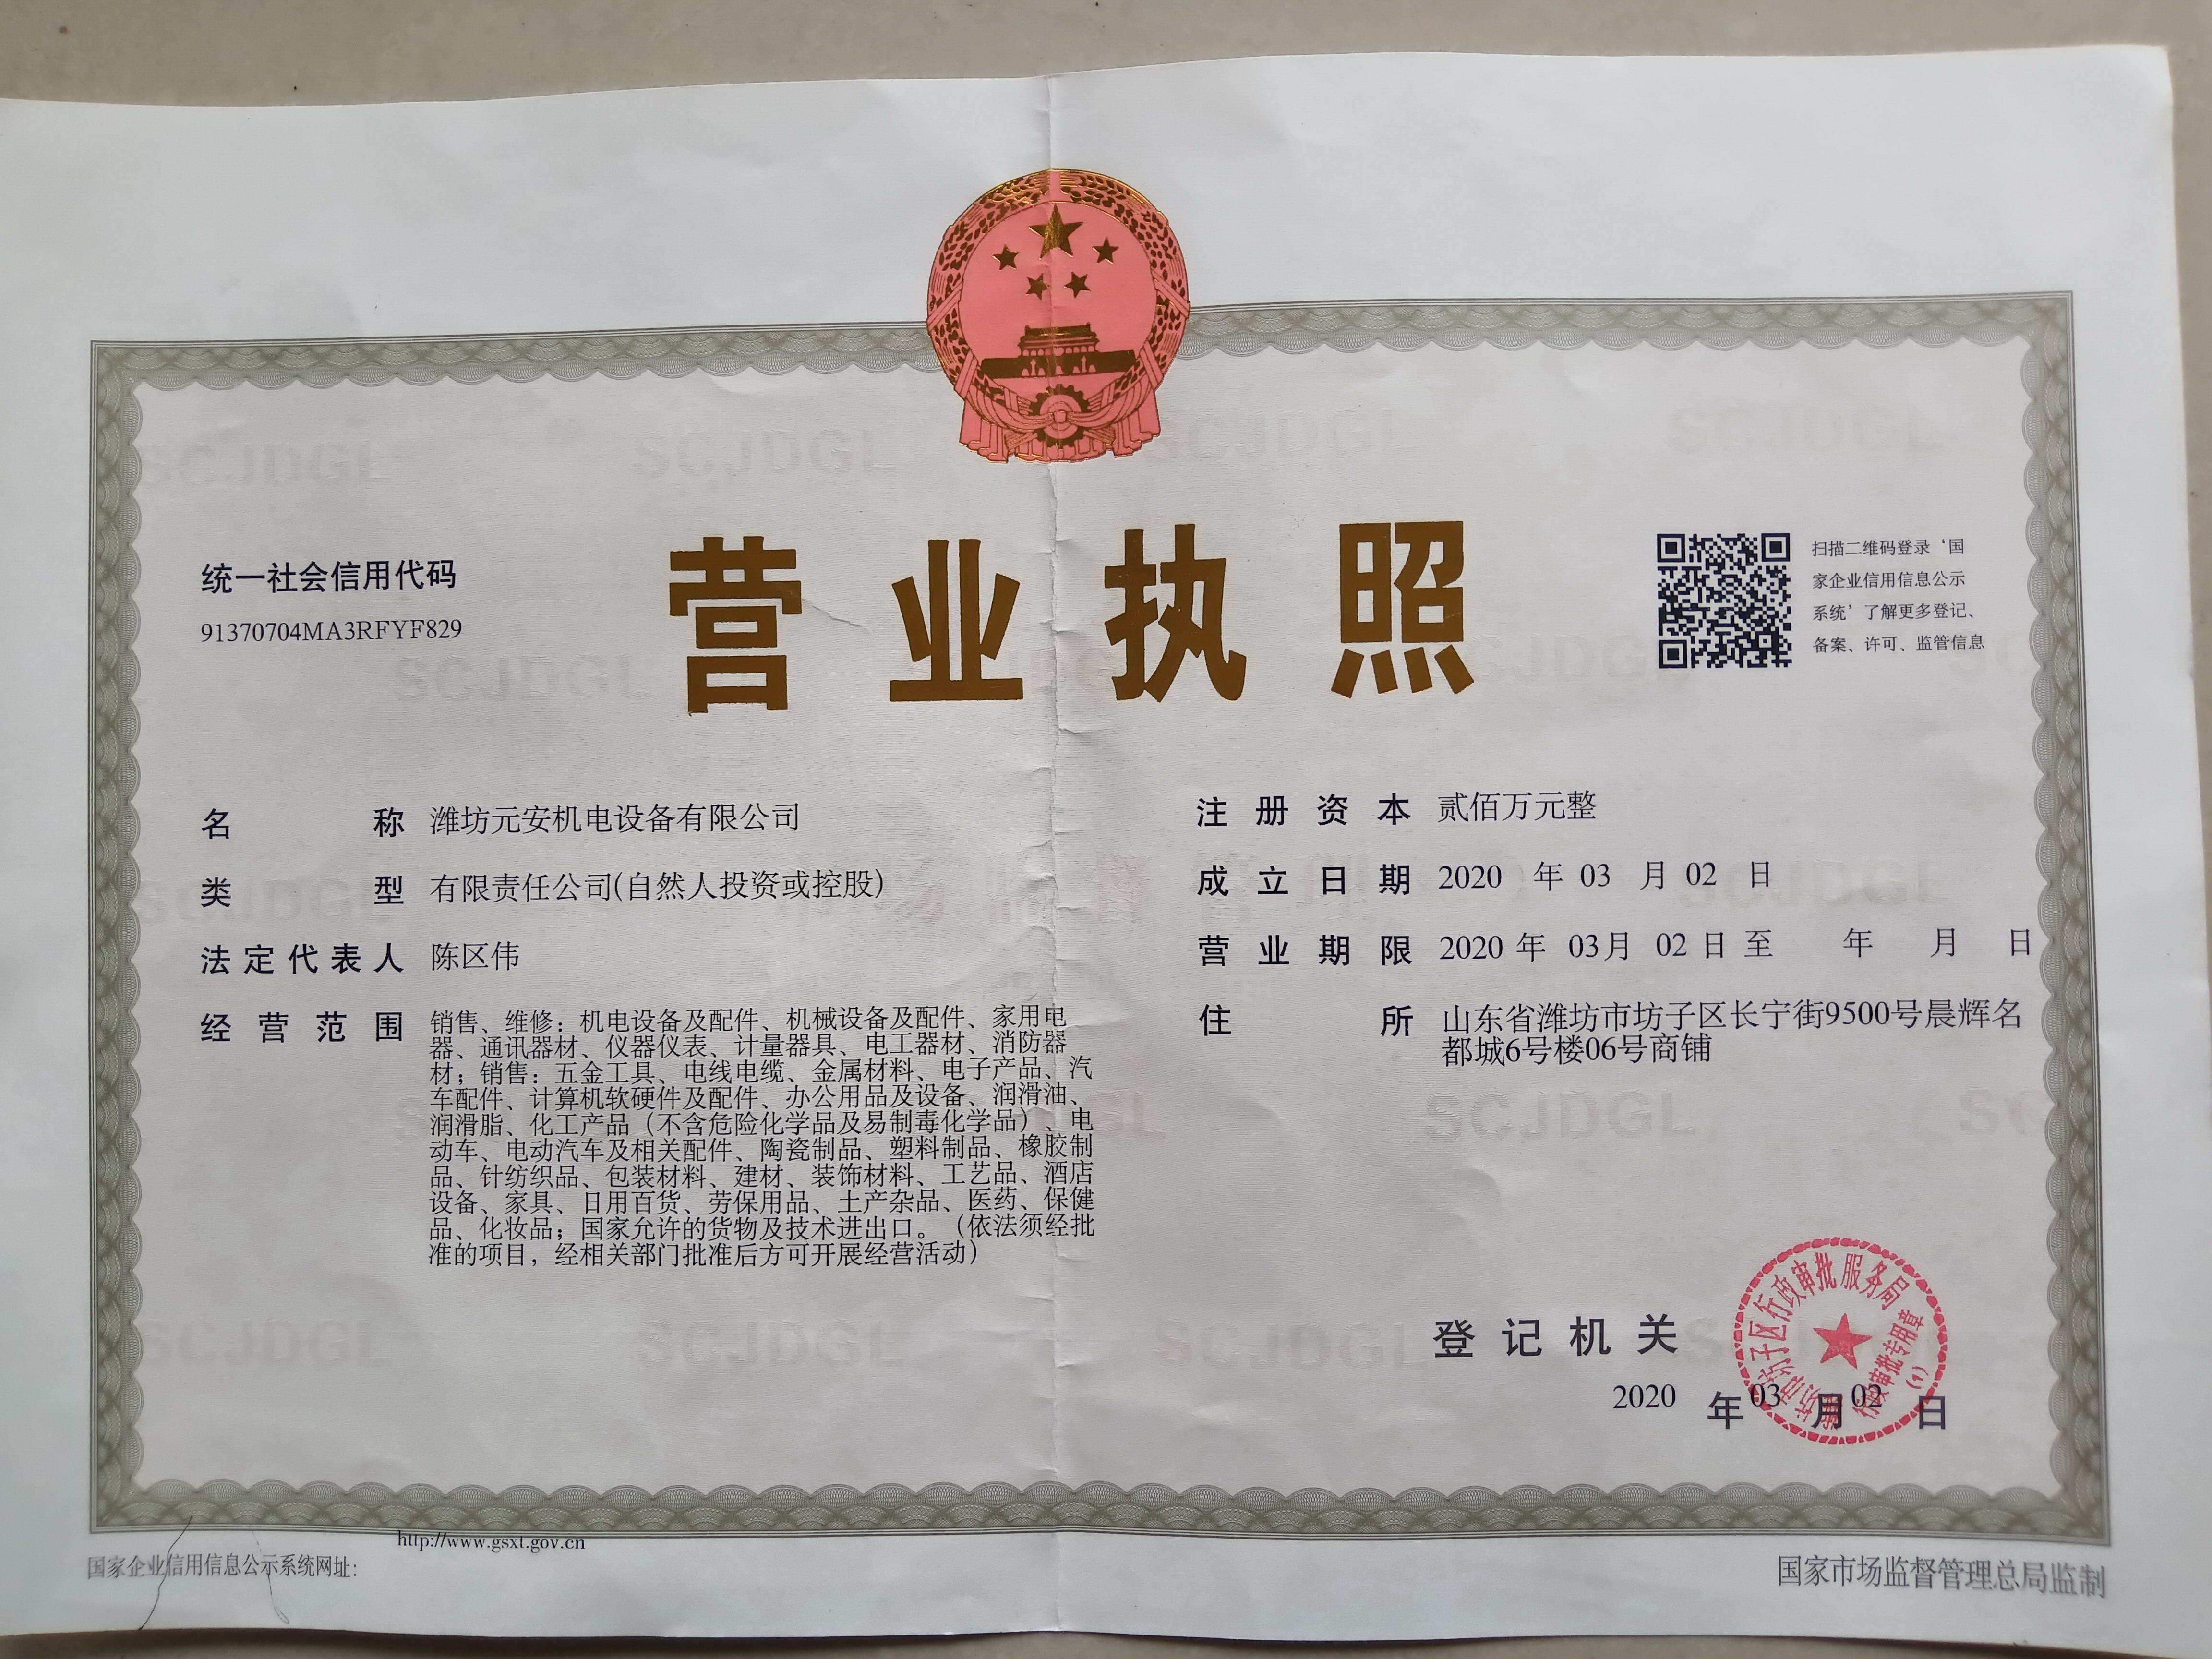 统一社会信用代码
91370704MA3RFYF829
营业执照
扫描二维码登录‘国
家企业信用信息公示
系统’了解更多登记、
备案、许可、监管信息
名称 潍坊元安机电设备有限公司
类型 有限责任公司(自然人投资或控股)
法定代表人 陈区伟
经营范围 销售、维修：机电设备及配件、机械设备及配件、家用电
器、通讯器材、仪器仪表、计量器具、电工器材、消防器
材；销售：五金工具、电线电缆、金属材料、电子产品、汽
车配件、计算机软硬件及配件、办公用品及设备、润滑油、
润滑脂、化工产品（不含危险化学品及易制毒化学品）、电
动车、电动汽车及相关配件、陶瓷制品、塑料制品、橡胶制
品、针纺织品、包装材料、建材、装饰材料、工艺品、酒店
设备、家具、日用百货、劳保用品、土产杂品、医药、保健
品、化妆品；国家允许的货物及技术进出口。（依法须经批
准的项目，经相关部门批准后方可开展经营活动）
注册资本 贰佰万元整
成立日期 2020 年 03 月 02 日
营业期限 2020 年 03月 02 日 至 年 月 日
住所 山东省潍坊市坊子区长宁街9500号晨辉名
都城6号楼06号商铺
登记机关
潍坊市坊子区行政审批服务局
行政审批专用章
(1)
2020 年 03 月 02 日
http://www.gsxt.gov.cn
国家企业信用信息公示系统网址:
国家市场监督管理总局监制